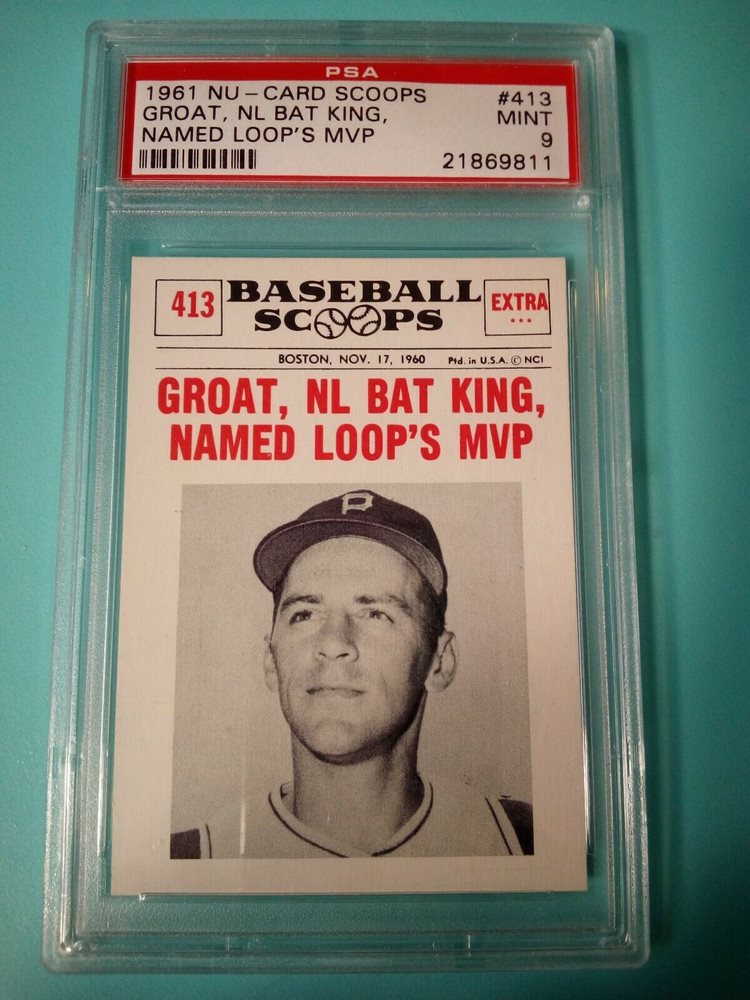 PSA
1961 NU-CARD SCOOPS #413
GROAT, NL BAT KING, MINT
NAMED LOOP'S MVP 9
21869811
413 BASEBALL EXTRA
SCOOPS ...
BOSTON, NOV. 17, 1960 Ptd. in U.S.A. © NCI
GROAT, NL BAT KING,
NAMED LOOP'S MVP
P